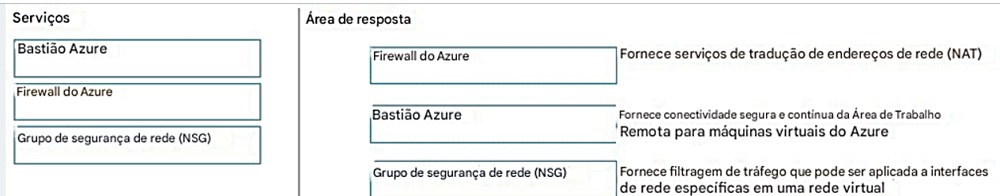 Serviços
Bastião Azure
Firewall do Azure
Grupo de segurança de rede (NSG)
Área de resposta
Firewall do Azure
Fornece serviços de tradução de endereços de rede (NAT)
Bastião Azure
Fornece conectividade segura e contínua da Área de Trabalho
Remota para máquinas virtuais do Azure
Grupo de segurança de rede (NSG)
Fornece filtragem de tráfego que pode ser aplicada a interfaces
de rede específicas em uma rede virtual